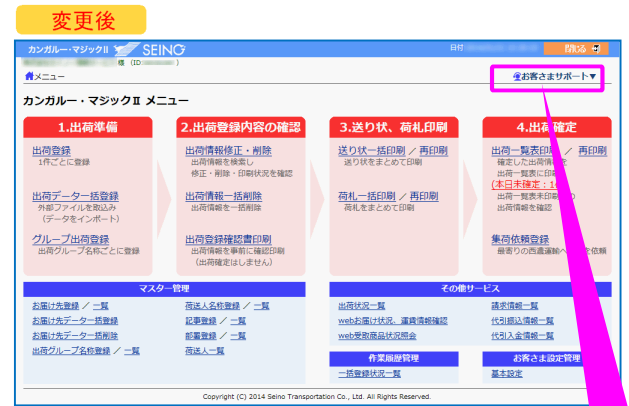 変更後
カンガルー・マジックⅡ SEINO
日付
閉じる
様 (ID )
メニュー
お客さまサポート▼
カンガルー・マジックⅡ メニュー
1.出荷準備
出荷登録
1件ごとに登録
出荷データ一括登録
外部ファイルを取込み
(データをインポート)
グループ出荷登録
出荷グループ名称ごとに登録
2.出荷登録内容の確認
出荷情報修正・削除
出荷情報を検索し
修正・削除・印刷状況を確認
出荷情報一括削除
出荷情報を一括削除
出荷登録確認書印刷
出荷情報を事前に確認印刷
(出荷確定はしません)
3.送り状、荷札印刷
送り状一括印刷 / 再印刷
送り状をまとめて印刷
荷札一括印刷 / 再印刷
荷札をまとめて印刷
4.出荷確定
出荷一覧表印刷 / 再印刷
確定した出荷情報を
出荷一覧表に印刷
(本日未確定:1
出荷一覧表未印刷の
出荷情報を確認
集荷依頼登録
最寄りの西濃運輸へ を依頼
マスター管理
お届け先登録 / 一覧
お届け先データ一括登録
お届け先データ一括削除
出荷グループ名称登録 / 一覧
荷送人名称登録 / 一覧
記事登録 / 一覧
部署登録 / 一覧
荷送人一覧
その他サービス
出荷状況一覧
webお届け状況、運賃情報確認
web受取商品状況照会
請求情報一覧
代引振込情報一覧
代引入金情報一覧
作業履歴管理
一括登録状況一覧
お客さま設定管理
基本設定
Copyright (C) 2014 Seino Transportation Co., Ltd. All Rights Reserved.